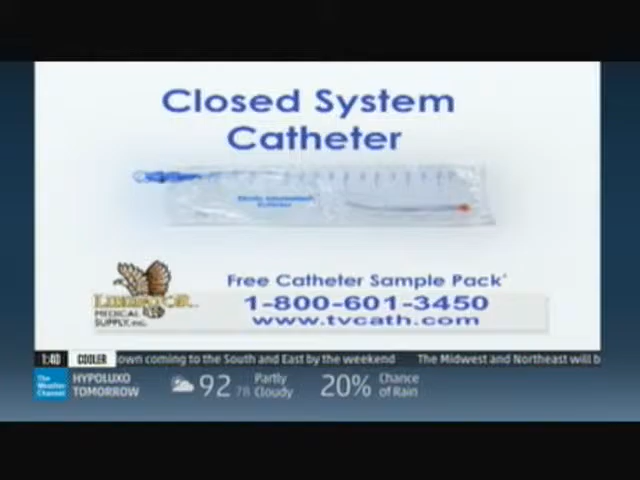 Closed System
Catheter
Free Catheter Sample Pack*
1-800-601-3450
www.tvcath.com
LIBERATOR
MEDICAL
SUPPLY, INC.
1:40 COOLER own coming to the South and East by the weekend The Midwest and Northeast will b
The
Weather
Channel
HYPOLUXO
TOMORROW
92 78 Partly
Cloudy
20% Chance
of Rain